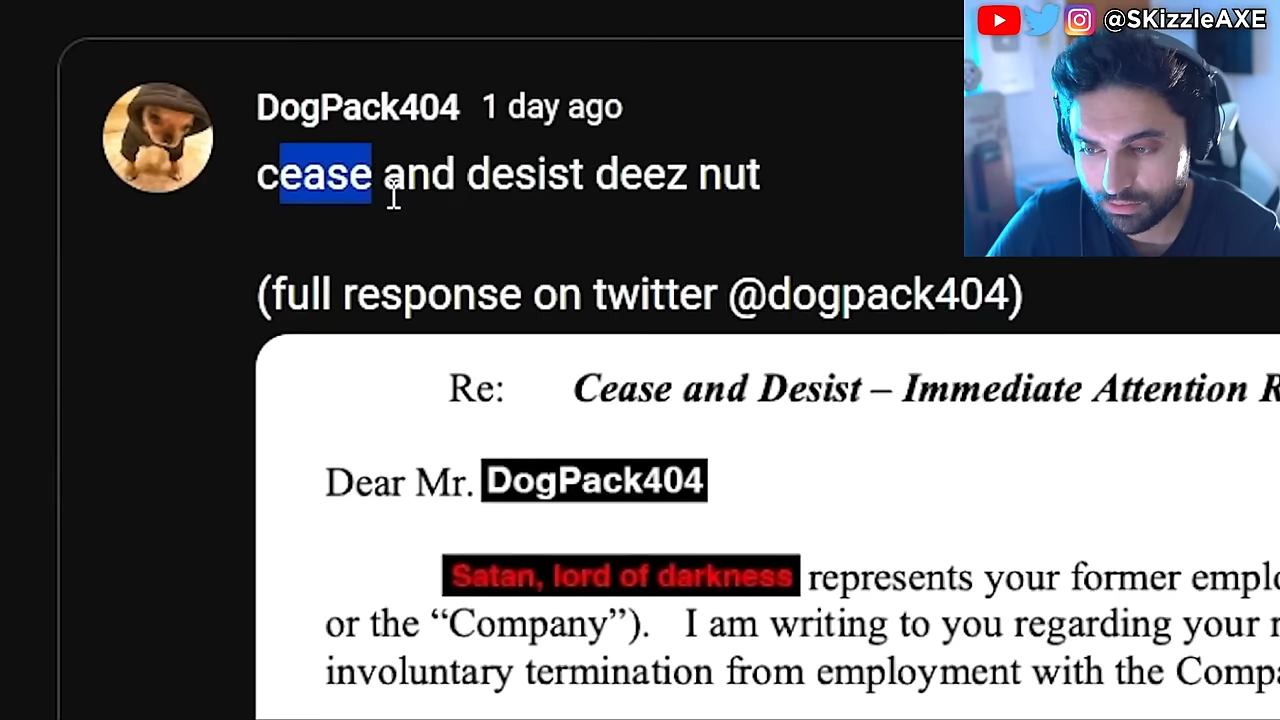 @SKizzleAXE
DogPack404 1 day ago
cease and desist deez nut
(full response on twitter @dogpack404)
Re: Cease and Desist – Immediate Attention R
Dear Mr. DogPack404
Satan, lord of darkness represents your former emplo
or the “Company”). I am writing to you regarding your r
involuntary termination from employment with the Compa